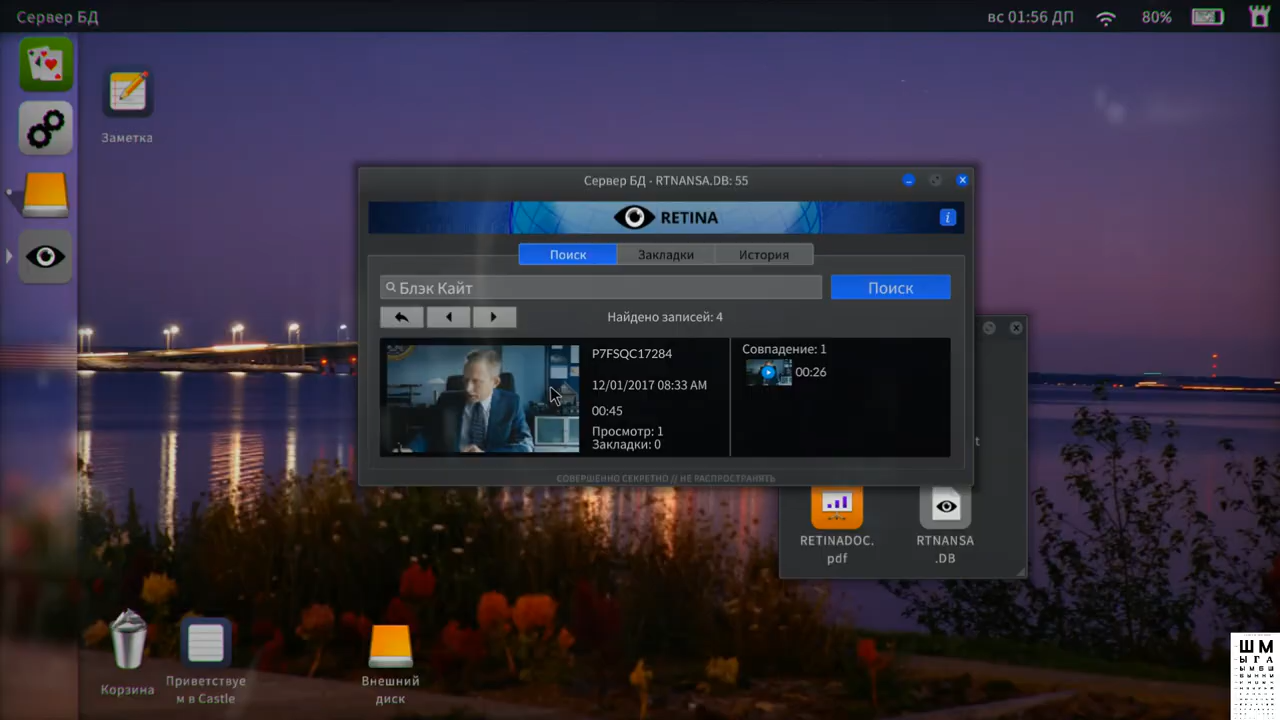 Сервер БД
вс 01:56 ДП
80%
Заметка
Сервер БД - RTNANSA.DB: 55
RETINA
i
Поиск
Закладки
История
Блэк Кайт
Поиск
Найдено записей: 4
P7FSQC17284
12/01/2017 08:33 AM
00:45
Просмотр: 1
Закладки: 0
Совпадение: 1
00:26
СОВЕРШЕННО СЕКРЕТНО // НЕ РАСПРОСТРАНЯТЬ
RETINADOC.
pdf
RTNANSA
.DB
Корзина
Приветствуе
м в Castle
Внешний
диск
Ш М
Ы Г А